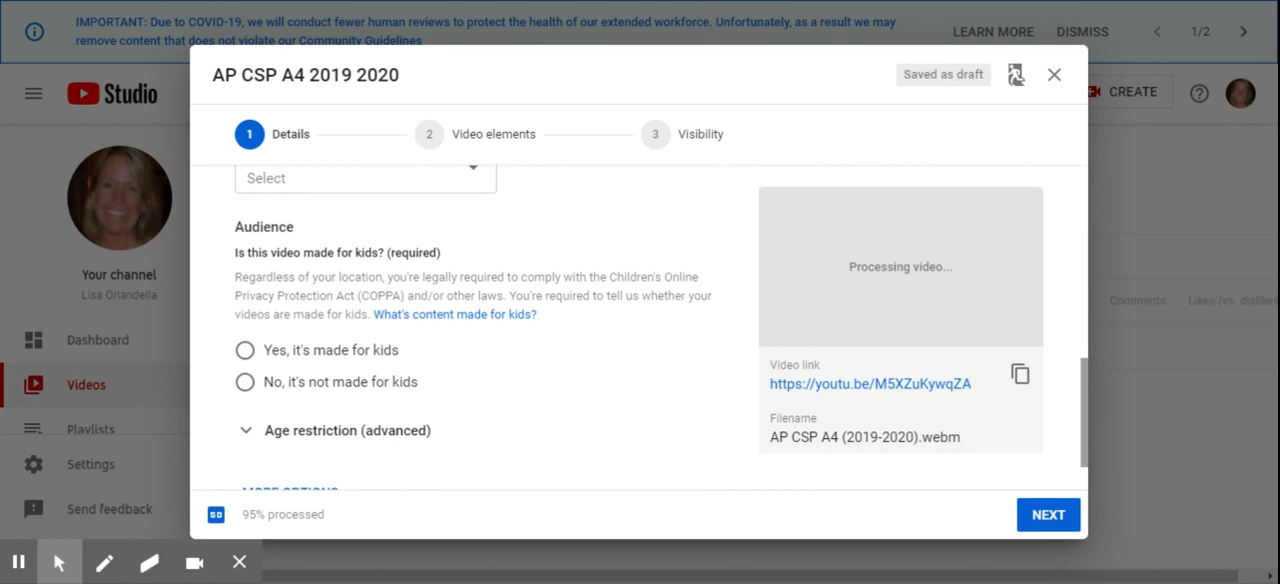 IMPORTANT: Due to COVID-19, we will conduct fewer human reviews to protect the health of our extended workforce. Unfortunately, as a result we may
remove content that does not violate our Community Guidelines
LEARN MORE
DISMISS
1/2
Studio
CREATE
AP CSP A4 2019 2020
Saved as draft
1 Details
2 Video elements
3 Visibility
Your channel
Lisa Orlandella
Dashboard
Videos
Playlists
Settings
Send feedback
Select
Audience
Is this video made for kids? (required)
Regardless of your location, you're legally required to comply with the Children's Online
Privacy Protection Act (COPPA) and/or other laws. You're required to tell us whether your
videos are made for kids. What's content made for kids?
Yes, it's made for kids
No, it's not made for kids
Age restriction (advanced)
MORE OPTIONS
Processing video...
Video link
https://youtu.be/M5XZuKywqZA
Filename
AP CSP A4 (2019-2020).webm
Comments
Likes (vs. dislikes
SD
95% processed
NEXT